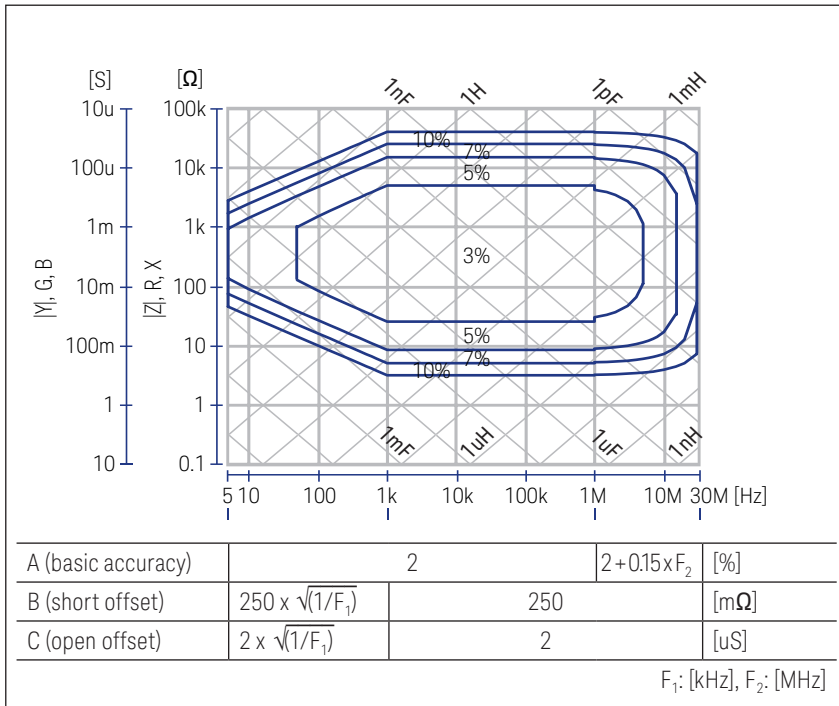 [S] [Ω] 1nF 1H 1pF 1mH
10u 100k
10%
7%
100u 10k
5%
1m 1k
|Y|, G, B |Z|, R, X
3%
10m 100
5%
100m 10
7%
10%
1 1
1mF 1uH 1uF 1nH
10 0.1
5 10 100 1k 10k 100k 1M 10M 30M [Hz]
A (basic accuracy) 2 2+0.15xF₂ [%]
B (short offset) 250 x √(1/F₁) 250 [mΩ]
C (open offset) 2 x √(1/F₁) 2 [uS]
F₁: [kHz], F₂: [MHz]